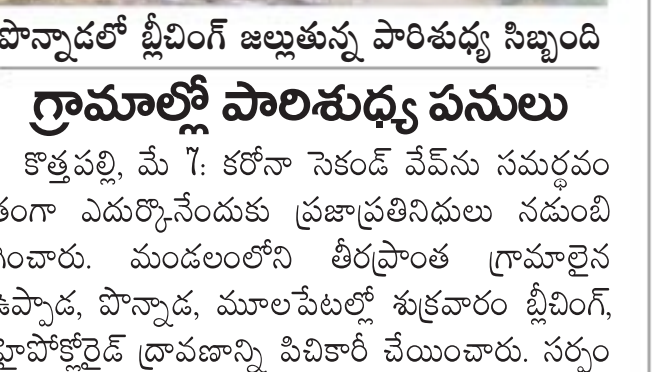 పొన్నాడలో బ్లీచింగ్ జల్లుతున్న పారిశుధ్య సిబ్బంది
గ్రామాల్లో పారిశుధ్య పనులు
కొత్తపల్లి, మే 7: కరోనా సెకండ్ వేవ్‌ను సమర్థవం
తంగా ఎదుర్కొనేందుకు ప్రజాప్రతినిధులు నడుంబి
గించారు. మండలంలోని తీరప్రాంత గ్రామాలైన
ఉప్పాడ, పొన్నాడ, మూలపేటల్లో శుక్రవారం బ్లీచింగ్,
హైపోక్లోరైడ్ ద్రావణాన్ని పిచికారీ చేయించారు. సర్పం